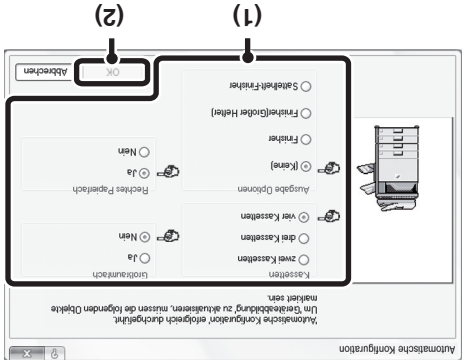 Automatische Konfiguration
'Automatische Konfiguration' erfolgreich durchgeführt.
Um 'Geräteabbildung' zu aktualisieren, müssen die folgenden Objekte
markiert sein.
Kassetten
zwei Kassetten
drei Kassetten
vier Kassetten
Großraumfach
Ja
Nein
Ausgabe Optionen
(Keine)
Finisher
Finisher(Großer Hefter)
Sattelheft-Finisher
Rechtes Papierfach
Ja
Nein
OK
Abbrechen
(1)
(2)